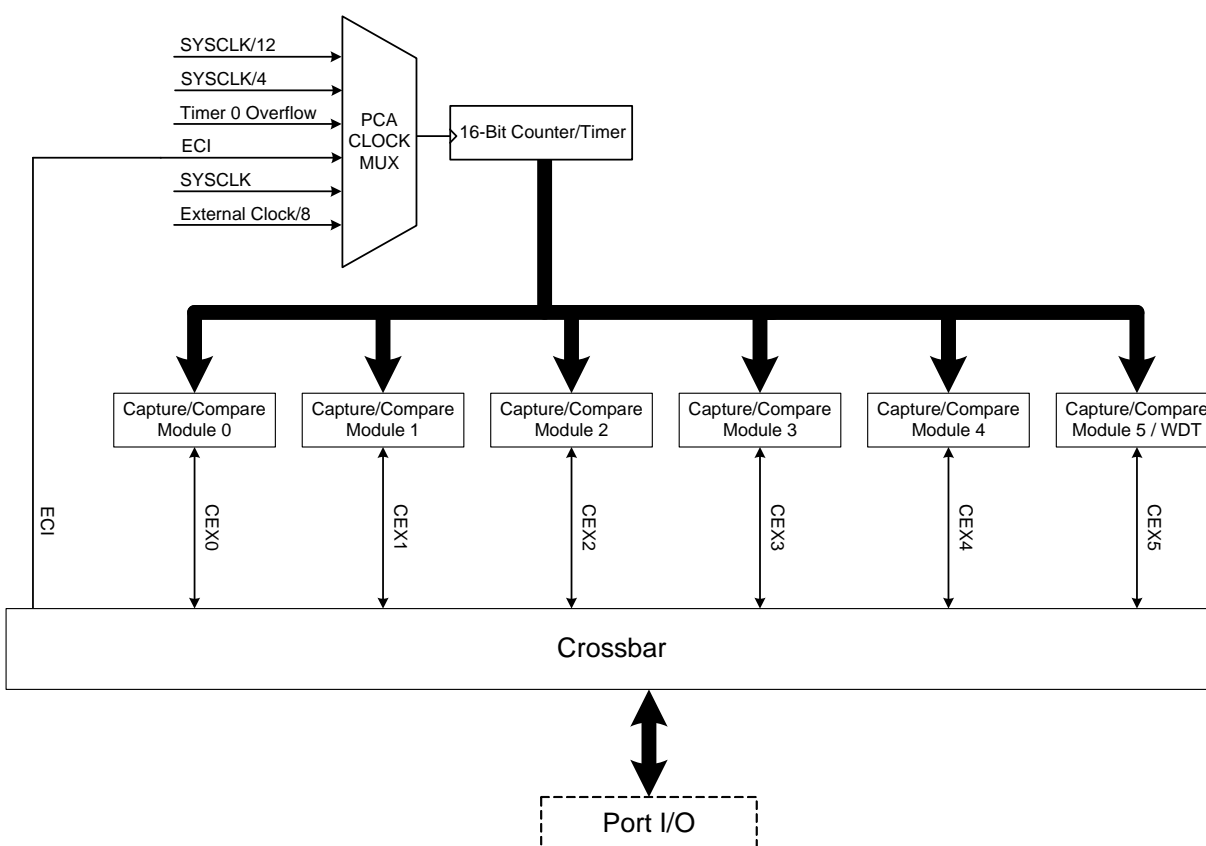 SYSCLK/12
SYSCLK/4
Timer 0 Overflow
ECI
SYSCLK
External Clock/8
PCA
CLOCK
MUX
16-Bit Counter/Timer
Capture/Compare
Module 0
Capture/Compare
Module 1
Capture/Compare
Module 2
Capture/Compare
Module 3
Capture/Compare
Module 4
Capture/Compare
Module 5 / WDT
ECI
CEX0
CEX1
CEX2
CEX3
CEX4
CEX5
Crossbar
Port I/O